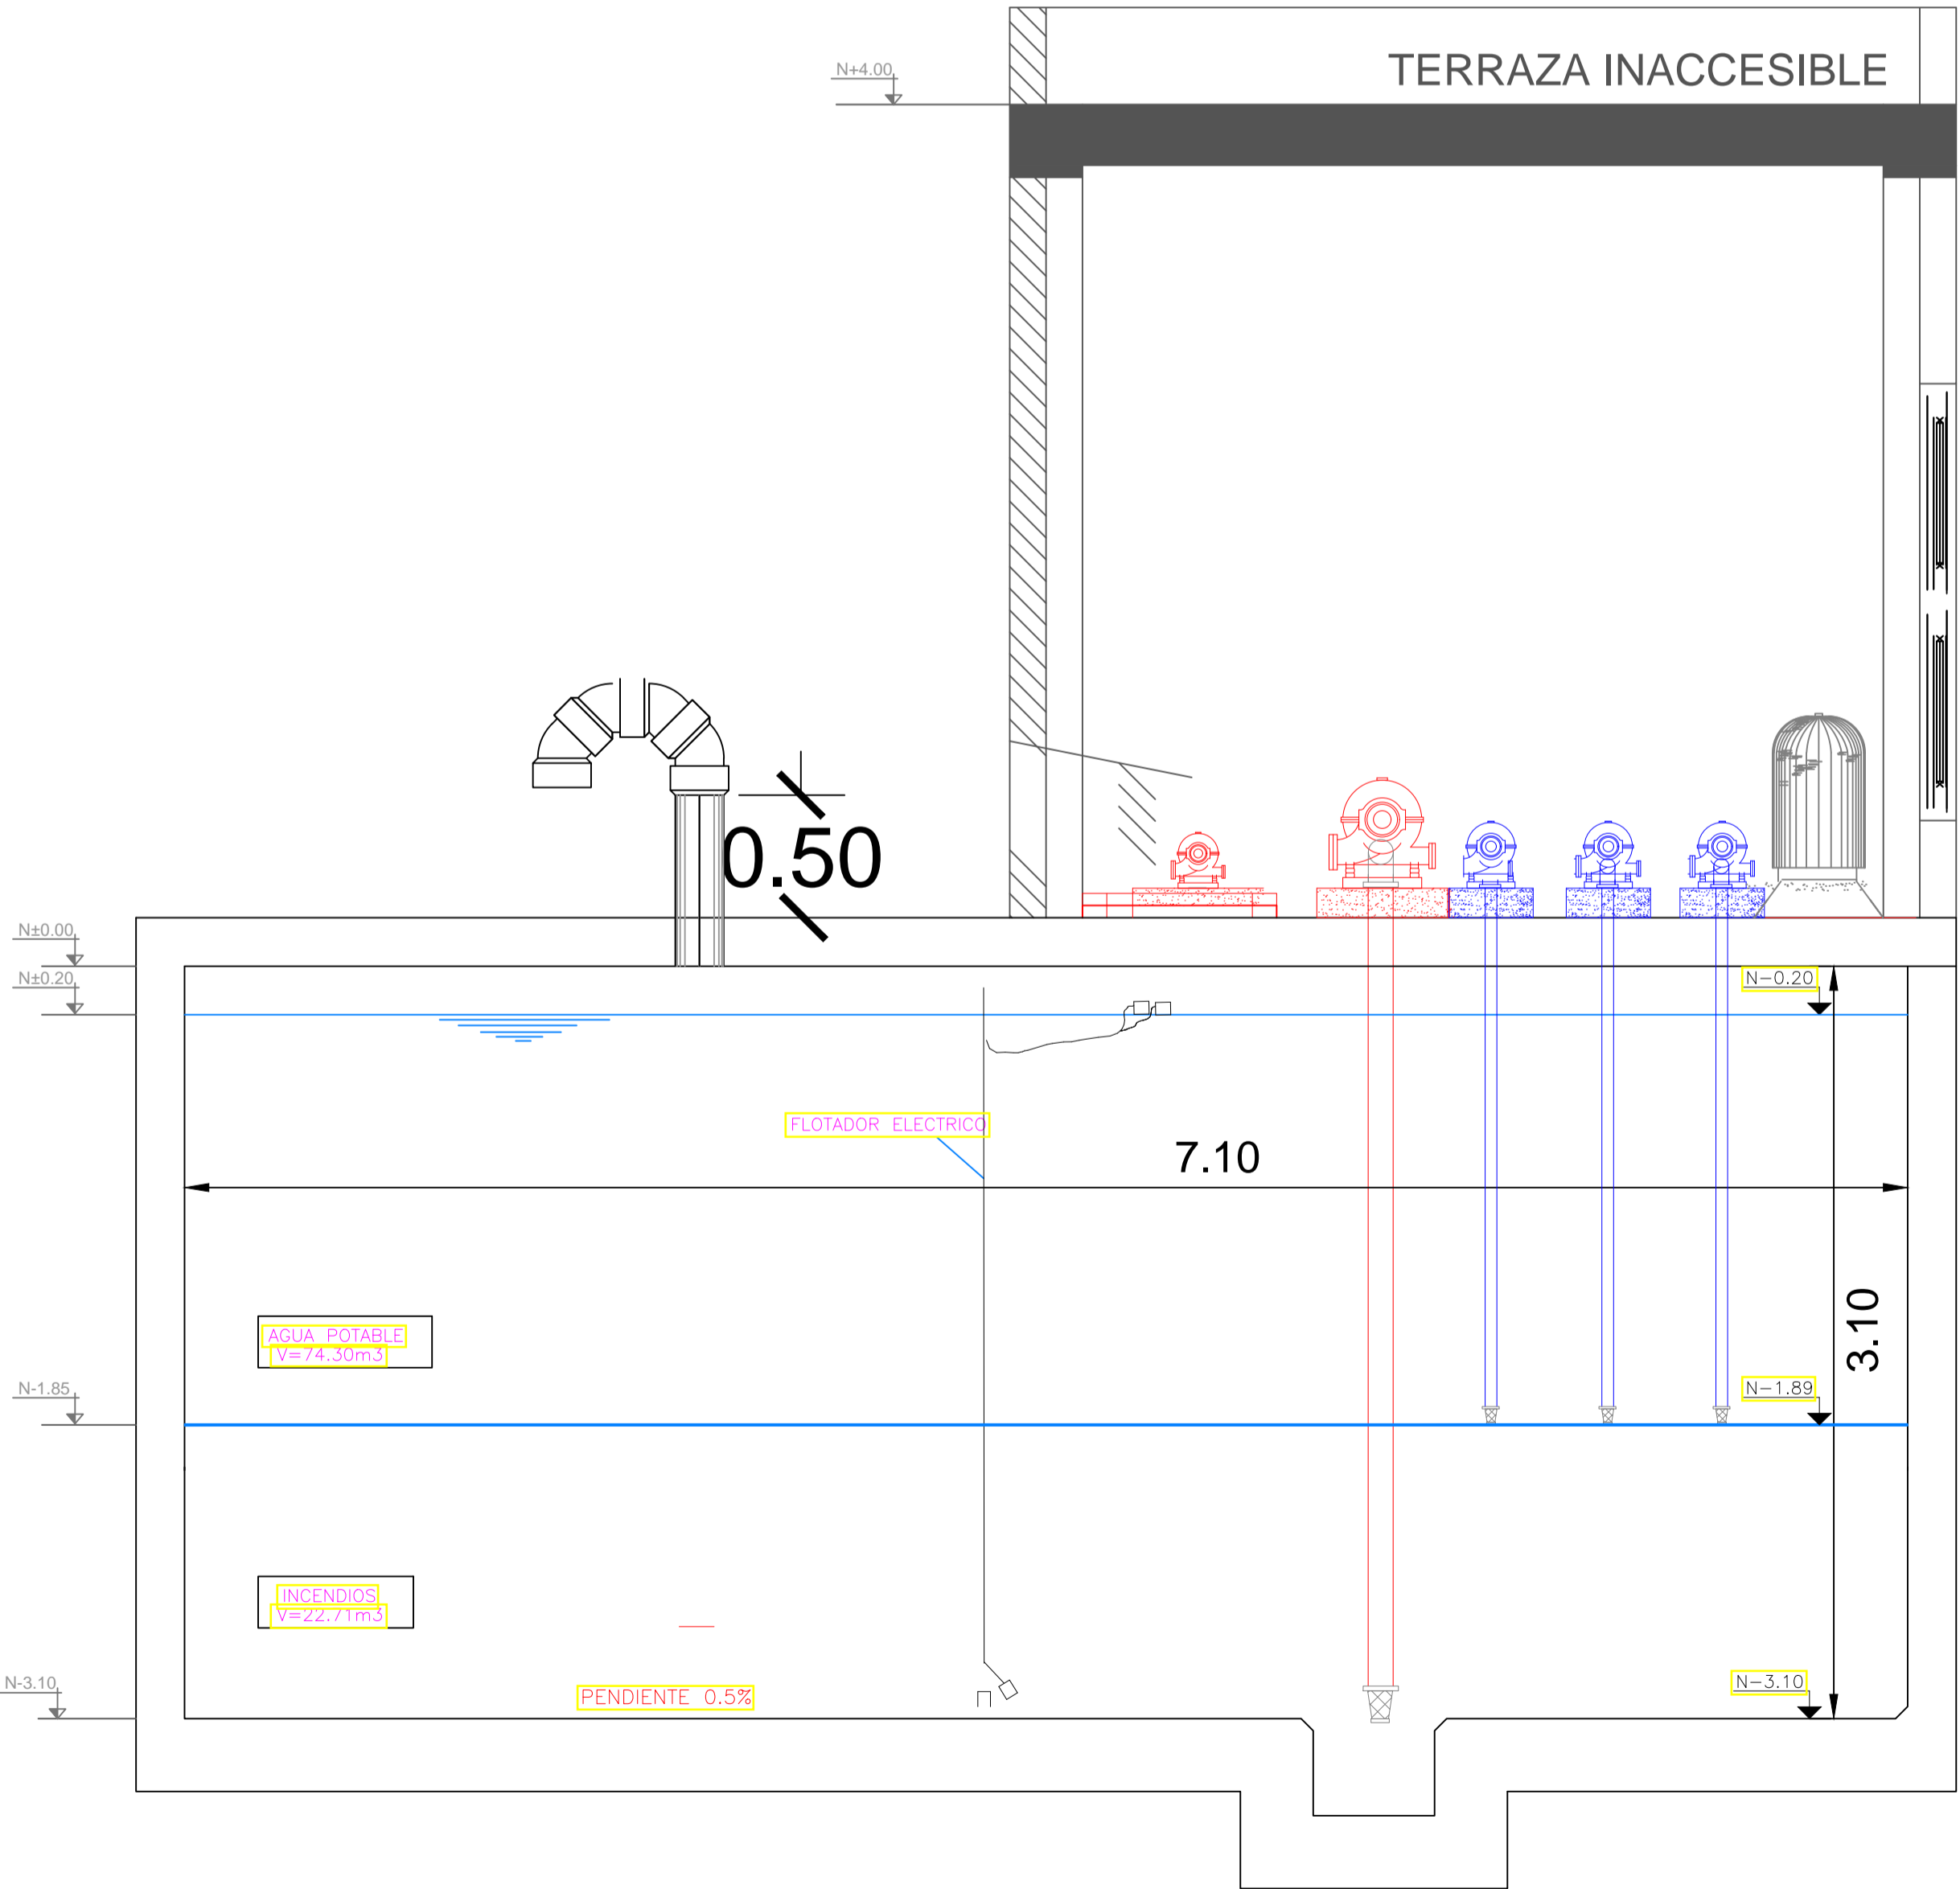 TERRAZA INACCESIBLE
N+4.00
0.50
N±0.00
N±0.20
N-0.20
FLOTADOR ELECTRICO
7.10
3.10
AGUA POTABLE
V=74.30m3
N-1.85
N-1.89
INCENDIOS
V=22.71m3
N-3.10
PENDIENTE 0.5%
N-3.10